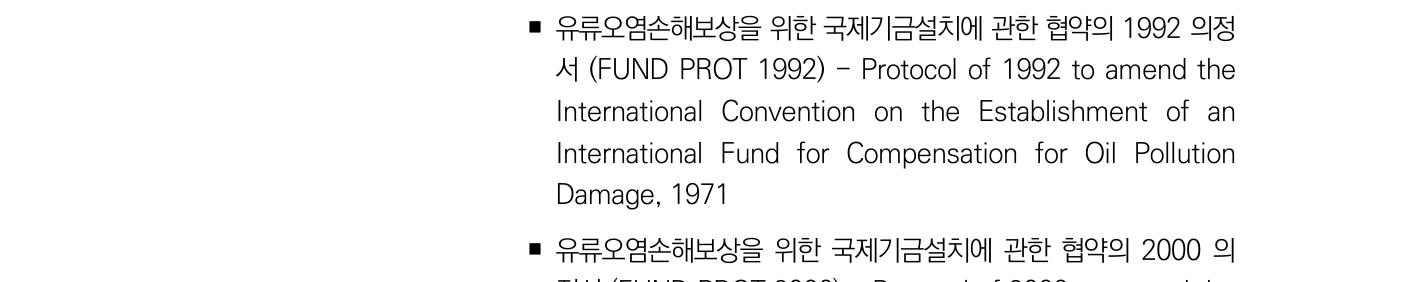 ■ 유류오염손해보상을 위한 국제기금설치에 관한 협약의 1992 의정
서 (FUND PROT 1992) – Protocol of 1992 to amend the
International Convention on the Establishment of an
International Fund for Compensation for Oil Pollution
Damage, 1971
■ 유류오염손해보상을 위한 국제기금설치에 관한 협약의 2000 의